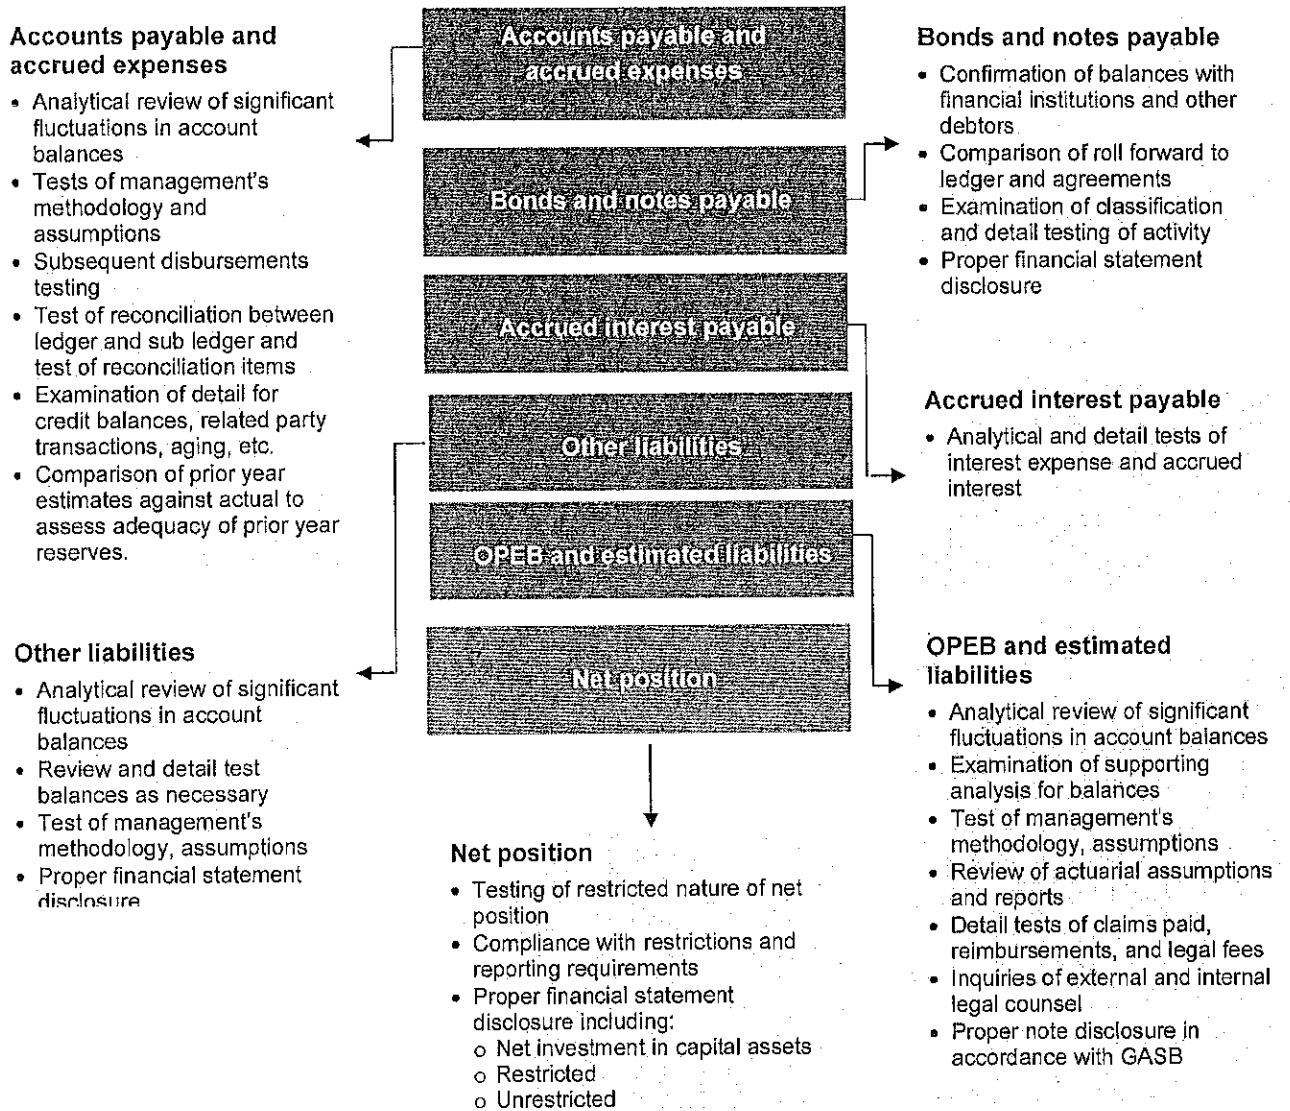 Accounts payable and
accrued expenses
• Analytical review of significant
fluctuations in account
balances
• Tests of management's
methodology and
assumptions
• Subsequent disbursements
testing
• Test of reconciliation between
ledger and sub ledger and
test of reconciliation items
• Examination of detail for
credit balances, related party
transactions, aging, etc.
• Comparison of prior year
estimates against actual to
assess adequacy of prior year
reserves.
Other liabilities
• Analytical review of significant
fluctuations in account
balances
• Review and detail test
balances as necessary
• Test of management's
methodology, assumptions
• Proper financial statement
disclosure
Accounts payable and
accrued expenses
Bonds and notes payable
Accrued interest payable
Other liabilities
OPEB and estimated liabilities
Net position
Net position
• Testing of restricted nature of net
position
• Compliance with restrictions and
reporting requirements
• Proper financial statement
disclosure including:
o Net investment in capital assets
o Restricted
o Unrestricted
Bonds and notes payable
• Confirmation of balances with
financial institutions and other
debtors
• Comparison of roll forward to
ledger and agreements
• Examination of classification
and detail testing of activity
• Proper financial statement
disclosure
Accrued interest payable
• Analytical and detail tests of
interest expense and accrued
interest
OPEB and estimated
liabilities
• Analytical review of significant
fluctuations in account balances
• Examination of supporting
analysis for balances
• Test of management's
methodology, assumptions
• Review of actuarial assumptions
and reports
• Detail tests of claims paid,
reimbursements, and legal fees
• Inquiries of external and internal
legal counsel
• Proper note disclosure in
accordance with GASB